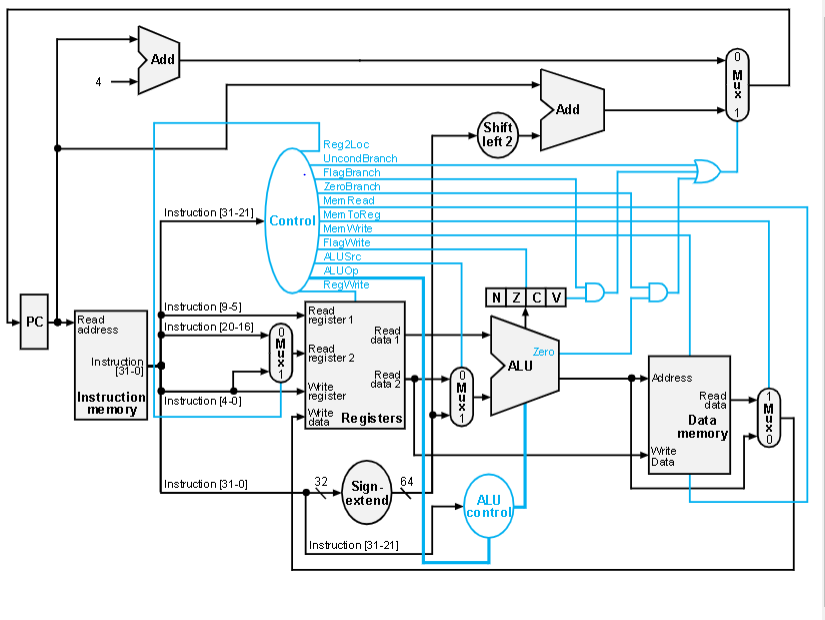 Add
4
0
Mux
1
Add
Shift
left 2
Reg2Loc
UncondBranch
FlagBranch
ZeroBranch
MemRead
MemToReg
MemWrite
FlagWrite
ALUSrc
ALUOp
RegWrite
Control
Instruction [31-21]
N Z C V
PC
Read
address
Instruction
[31-0]
Instruction
memory
Instruction [9-5]
Instruction [20-16]
Instruction [4-0]
Instruction [31-0]
0
Mux
1
Read
register 1
Read
register 2
Write
register
Write
data
Read
data 1
Read
data 2
Registers
0
Mux
1
Zero
ALU
Address
Read
data
Data
memory
Write
Data
1
Mux
0
32
Sign-
extend
64
ALU
control
Instruction [31-21]